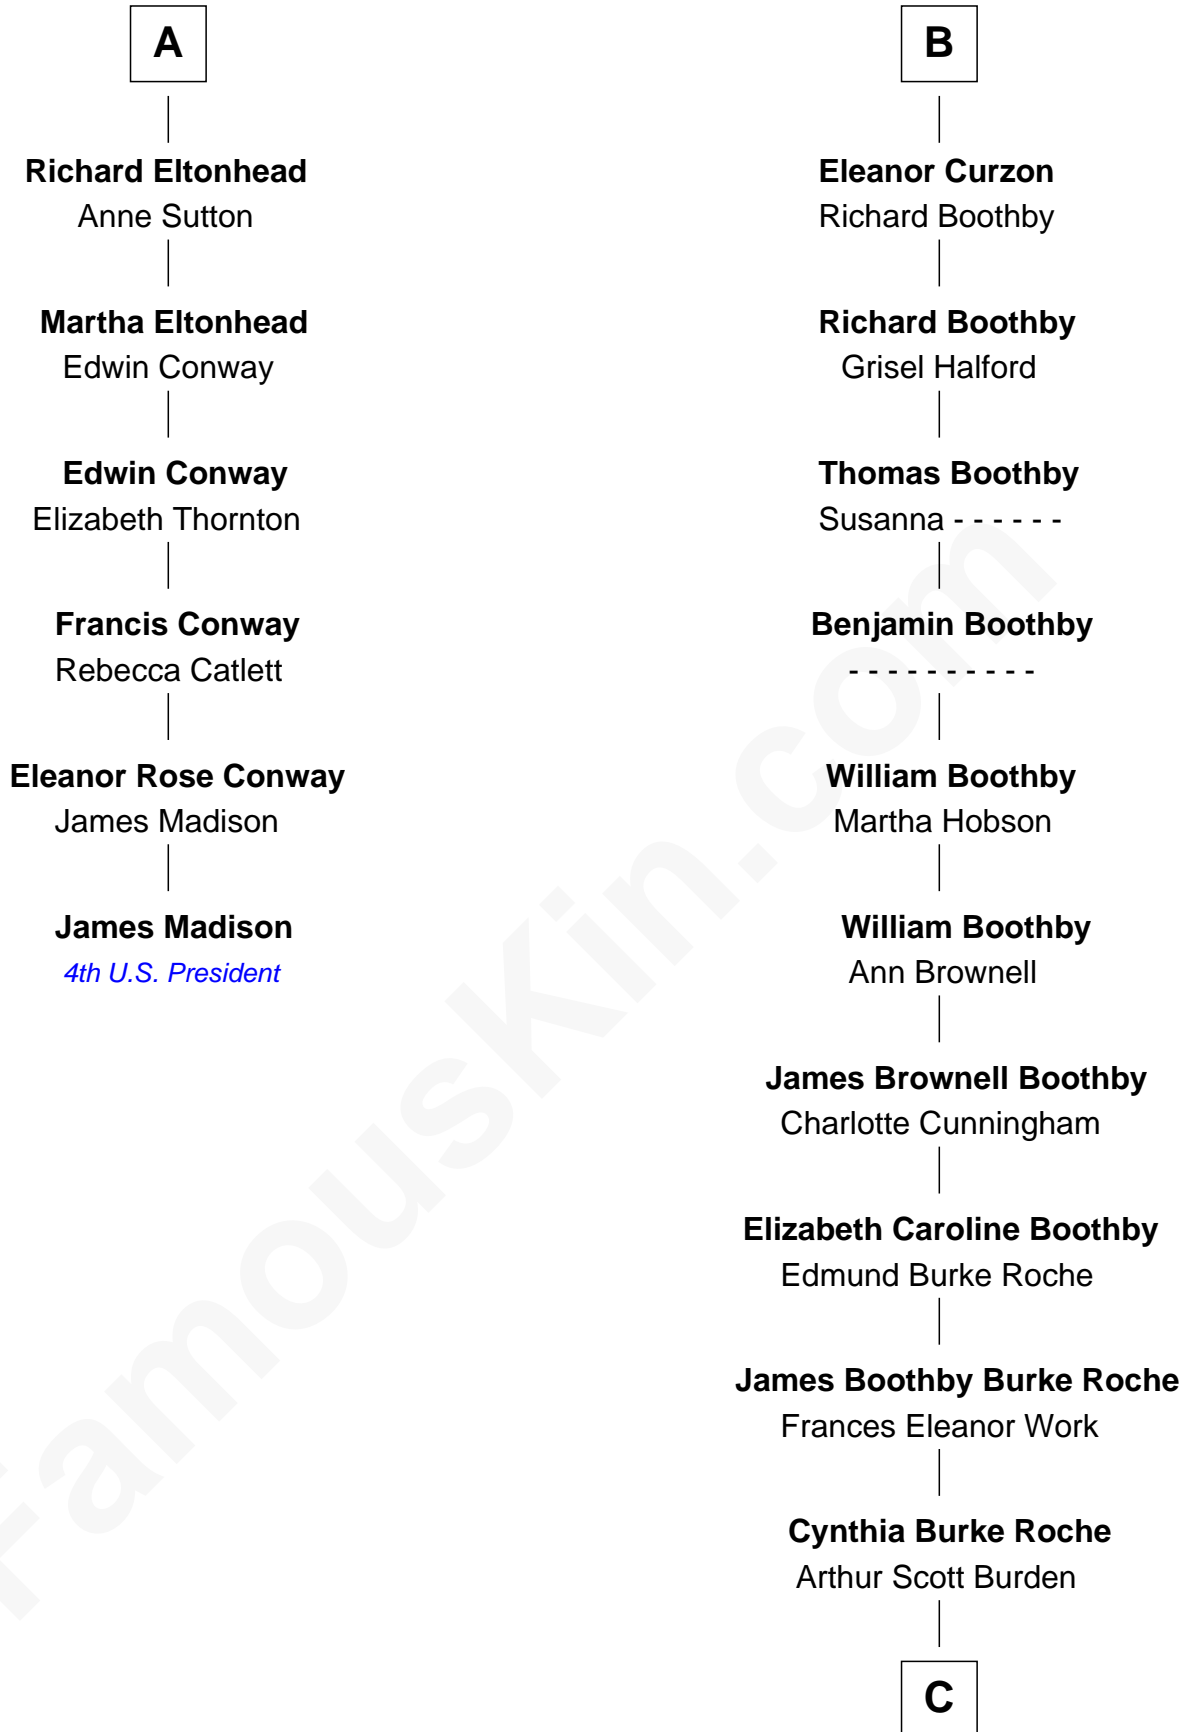 A
Richard Eltonhead
Anne Sutton
Martha Eltonhead
Edwin Conway
Edwin Conway
Elizabeth Thornton
Francis Conway
Rebecca Catlett
Eleanor Rose Conway
James Madison
James Madison
4th U.S. President
B
Eleanor Curzon
Richard Boothby
Richard Boothby
Grisel Halford
Thomas Boothby
Susanna - - - - - -
Benjamin Boothby
- - - - - - - - - -
William Boothby
Martha Hobson
William Boothby
Ann Brownell
James Brownell Boothby
Charlotte Cunningham
Elizabeth Caroline Boothby
Edmund Burke Roche
James Boothby Burke Roche
Frances Eleanor Work
Cynthia Burke Roche
Arthur Scott Burden
C
FamousKin.com